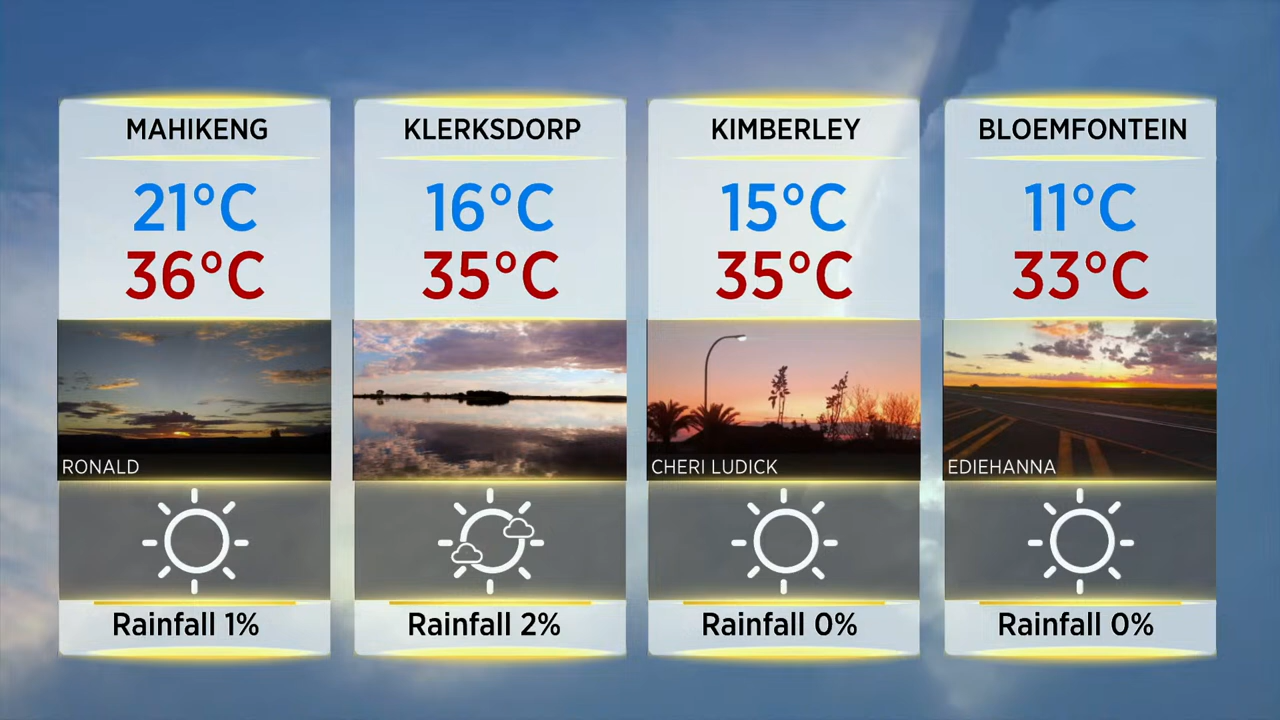 MAHIKENG
21°C
36°C
RONALD
Rainfall 1%
KLERKSDORP
16°C
35°C
Rainfall 2%
KIMBERLEY
15°C
35°C
CHERI LUDICK
Rainfall 0%
BLOEMFONTEIN
11°C
33°C
EDIEHANNA
Rainfall 0%